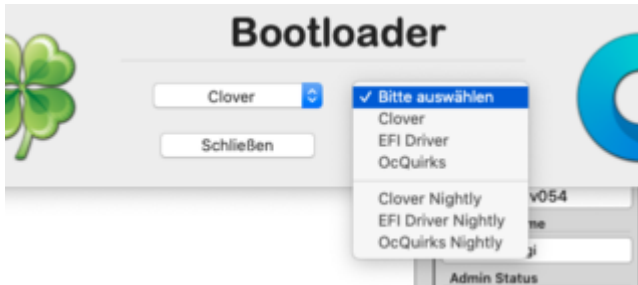 Bootloader
Clover
Schließen
✓ Bitte auswählen
Clover
EFI Driver
OcQuirks
Clover Nightly
EFI Driver Nightly
OcQuirks Nightly
v054
Admin Status